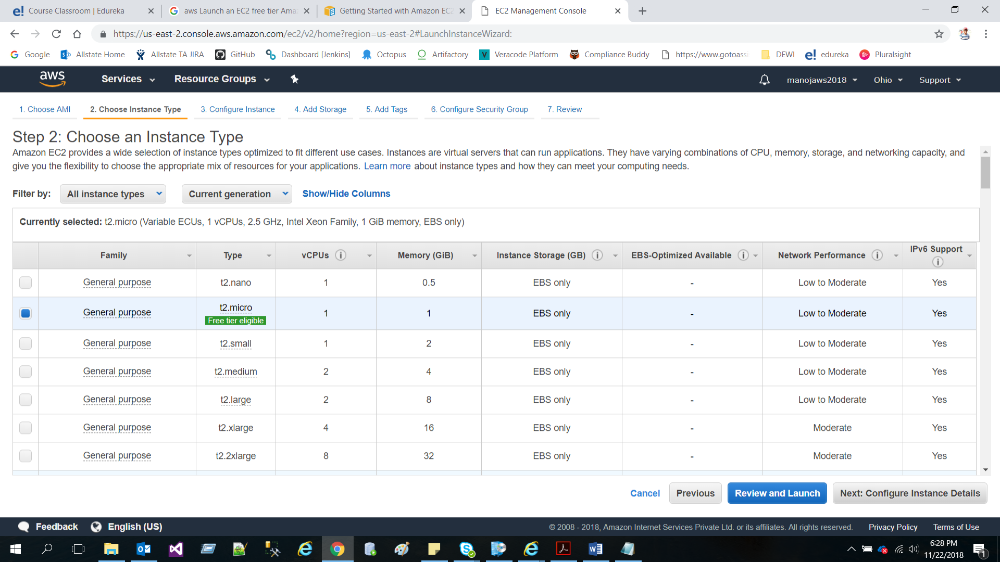 Course Classroom | Edureka
aws Launch an EC2 free tier Ama
Getting Started with Amazon EC2
EC2 Management Console
https://us-east-2.console.aws.amazon.com/ec2/v2/home?region=us-east-2#LaunchInstanceWizard:
Google Allstate Home Allstate TA JIRA GitHub Dashboard [Jenkins] Octopus Artifactory Veracode Platform Compliance Buddy https://www.gotoassi DEWI edureka Pluralsight
aws Services Resource Groups manojaws2018 Ohio Support
1. Choose AMI 2. Choose Instance Type 3. Configure Instance 4. Add Storage 5. Add Tags 6. Configure Security Group 7. Review
Step 2: Choose an Instance Type
Amazon EC2 provides a wide selection of instance types optimized to fit different use cases. Instances are virtual servers that can run applications. They have varying combinations of CPU, memory, storage, and networking capacity, and
give you the flexibility to choose the appropriate mix of resources for your applications. Learn more about instance types and how they can meet your computing needs.
Filter by: All instance types Current generation Show/Hide Columns
Currently selected: t2.micro (Variable ECUs, 1 vCPUs, 2.5 GHz, Intel Xeon Family, 1 GiB memory, EBS only)
Family Type vCPUs Memory (GiB) Instance Storage (GB) EBS-Optimized Available Network Performance IPv6 Support
General purpose t2.nano 1 0.5 EBS only - Low to Moderate Yes
General purpose t2.micro Free tier eligible 1 1 EBS only - Low to Moderate Yes
General purpose t2.small 1 2 EBS only - Low to Moderate Yes
General purpose t2.medium 2 4 EBS only - Low to Moderate Yes
General purpose t2.large 2 8 EBS only - Low to Moderate Yes
General purpose t2.xlarge 4 16 EBS only - Moderate Yes
General purpose t2.2xlarge 8 32 EBS only - Moderate Yes
Cancel Previous Review and Launch Next: Configure Instance Details
Feedback English (US) © 2008 - 2018, Amazon Internet Services Private Ltd. or its affiliates. All rights reserved. Privacy Policy Terms of Use
6:28 PM
11/22/2018
1